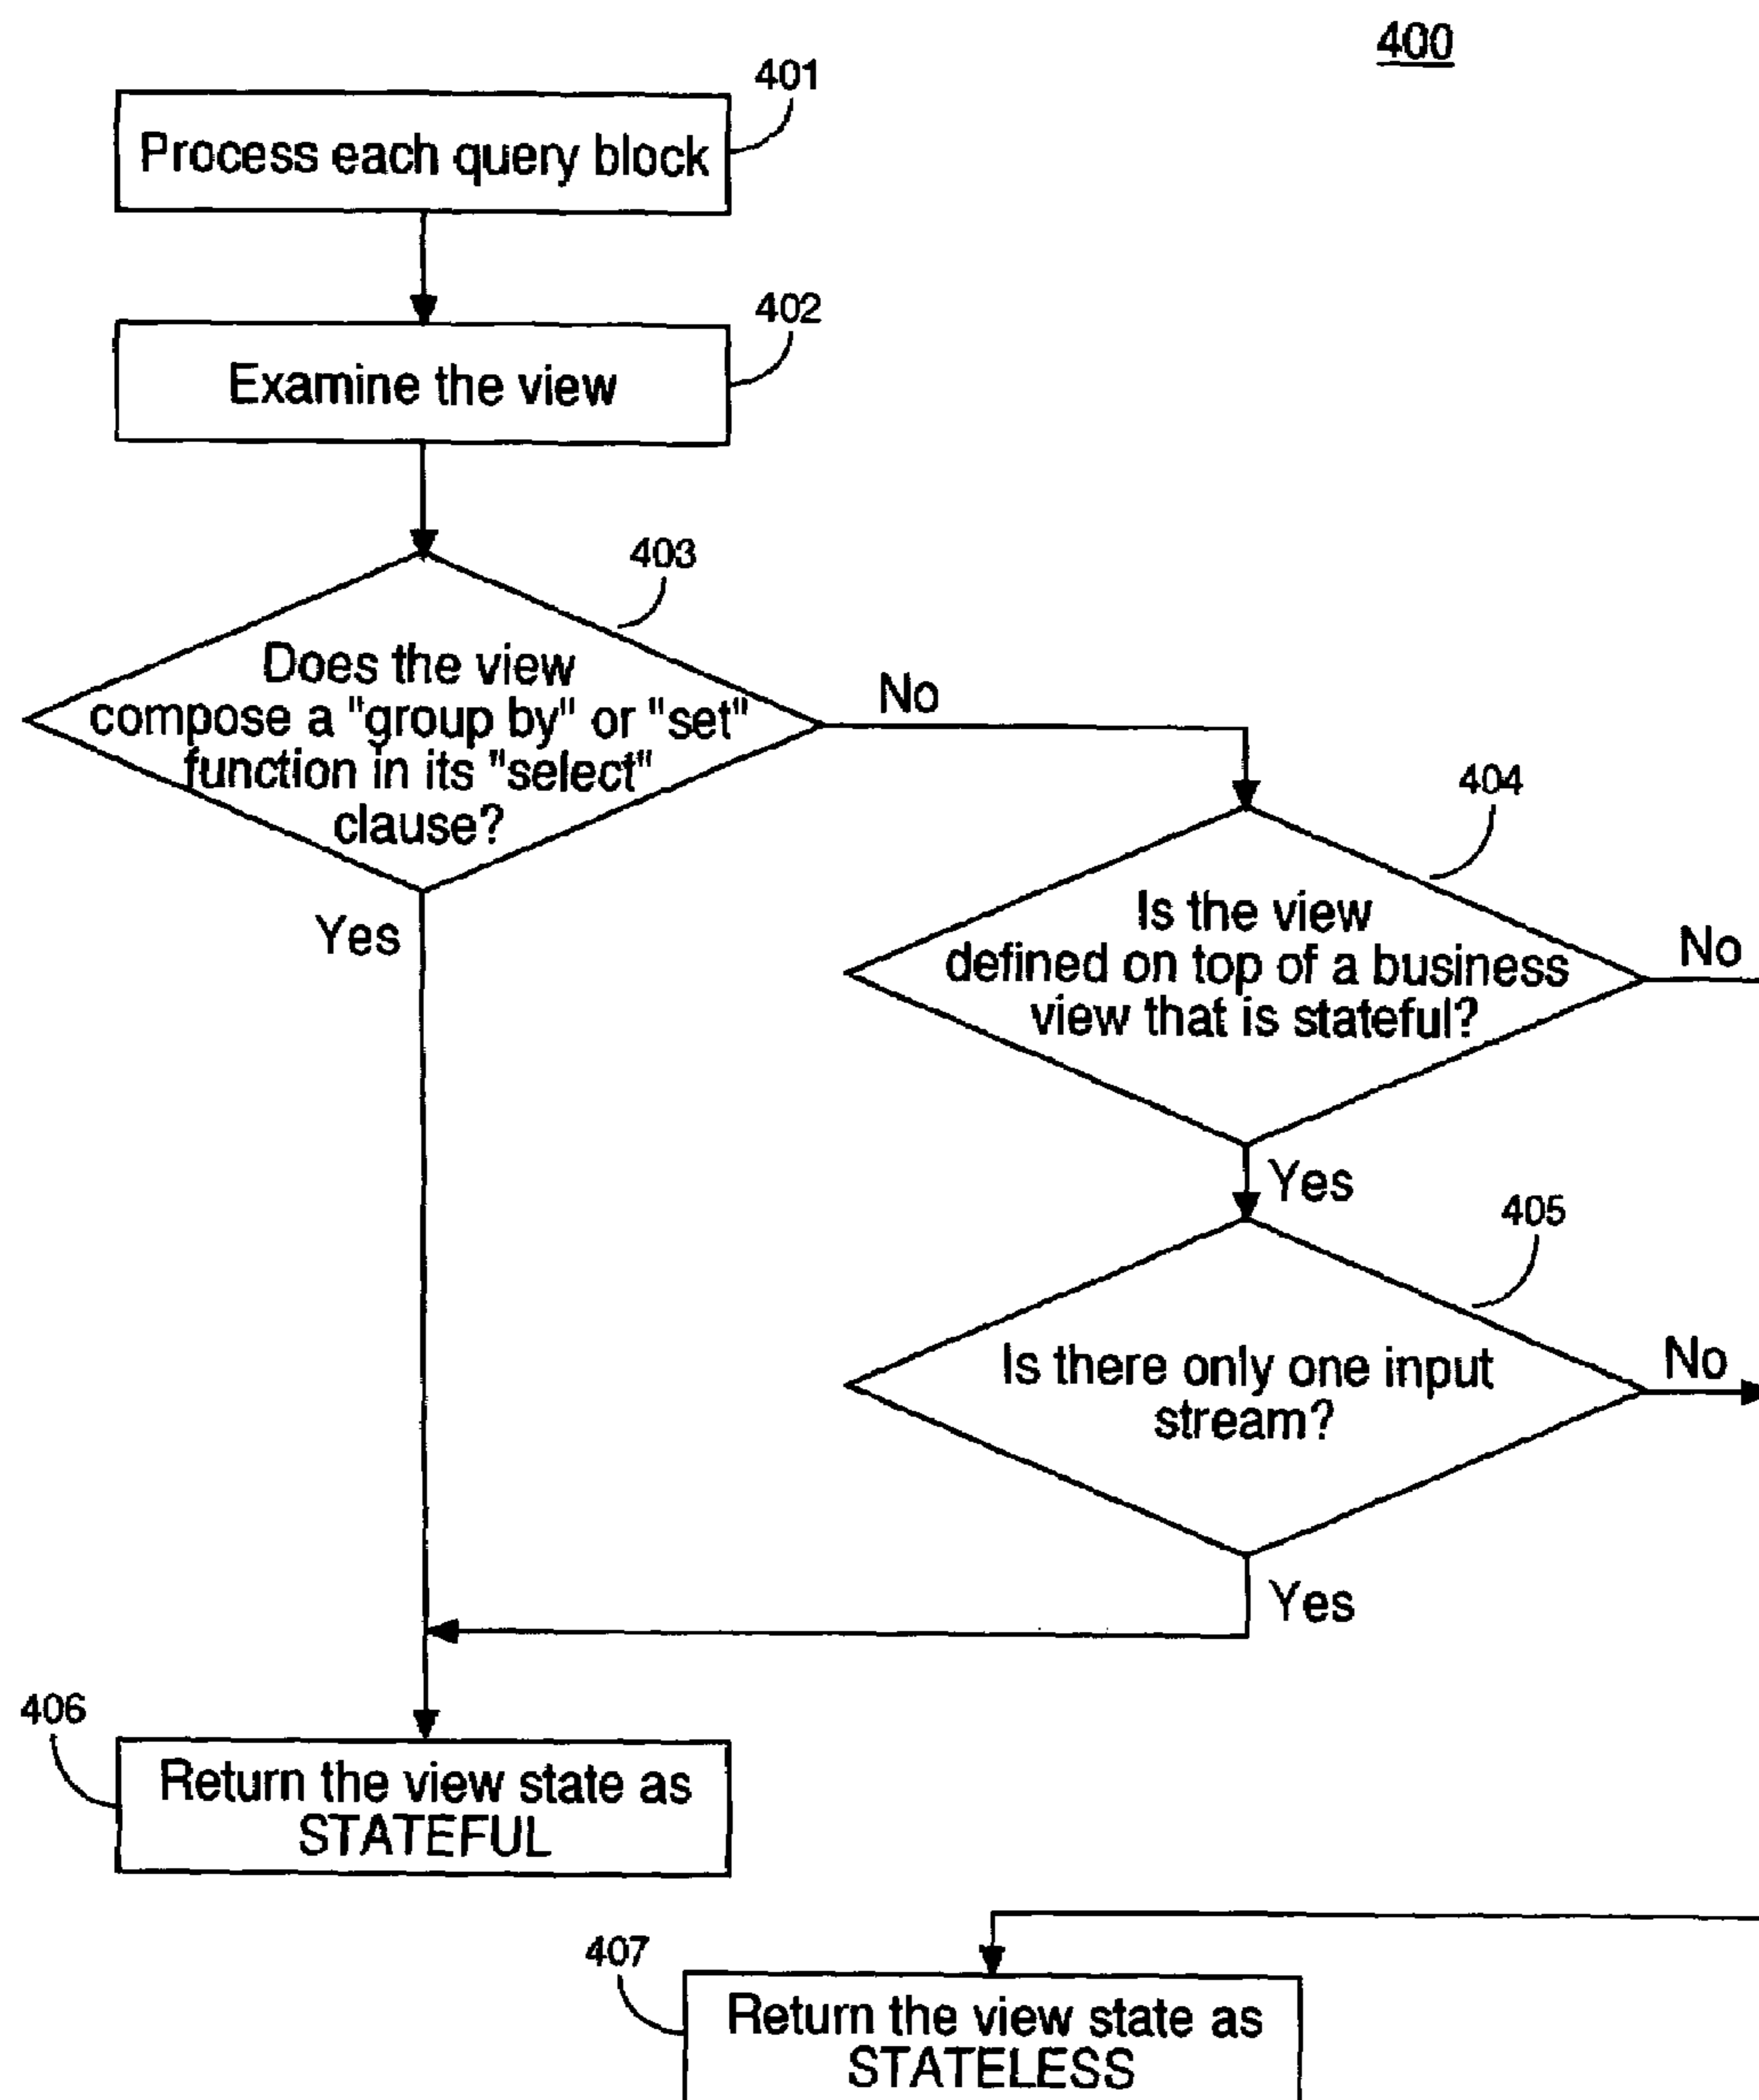 400
401
Process each query block
402
Examine the view
403
Does the view
compose a "group by" or "set"
function in its "select"
clause?
No
Yes
404
Is the view
defined on top of a business
view that is stateful?
No
Yes
405
Is there only one input
stream?
No
Yes
406
Return the view state as
STATEFUL
407
Return the view state as
STATELESS